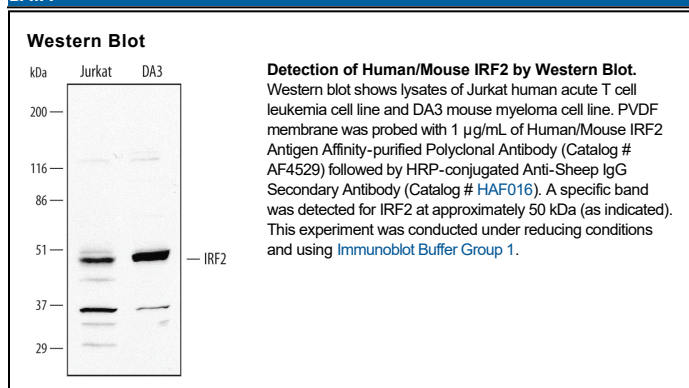 Western Blot
kDa Jurkat DA3
200
116
86
51
IRF2
37
29
Detection of Human/Mouse IRF2 by Western Blot.
Western blot shows lysates of Jurkat human acute T cell
leukemia cell line and DA3 mouse myeloma cell line. PVDF
membrane was probed with 1 µg/mL of Human/Mouse IRF2
Antigen Affinity-purified Polyclonal Antibody (Catalog #
AF4529) followed by HRP-conjugated Anti-Sheep IgG
Secondary Antibody (Catalog # HAF016). A specific band
was detected for IRF2 at approximately 50 kDa (as indicated).
This experiment was conducted under reducing conditions
and using Immunoblot Buffer Group 1.